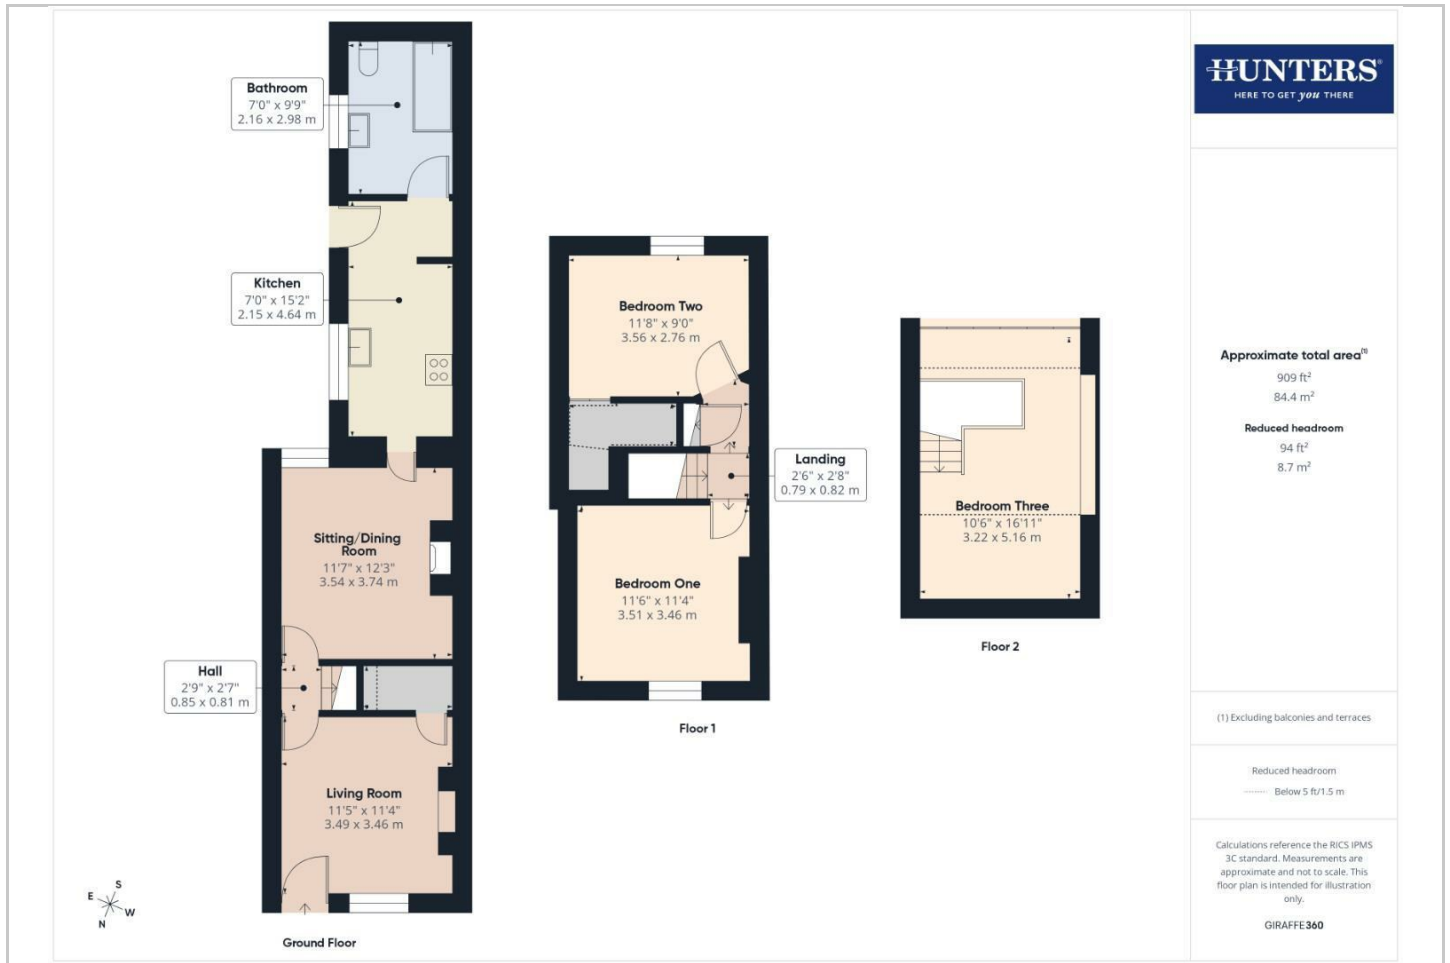 Bathroom
7'0" x 9'9"
2.16 x 2.98 m
Kitchen
7'0" x 15'2"
2.15 x 4.64 m
Sitting/Dining
Room
11'7" x 12'3"
3.54 x 3.74 m
Hall
2'9" x 2'7"
0.85 x 0.81 m
Living Room
11'5" x 11'4"
3.49 x 3.46 m
Ground Floor
S
E
W
N
Bedroom Two
11'8" x 9'0"
3.56 x 2.76 m
Landing
2'6" x 2'8"
0.79 x 0.82 m
Bedroom One
11'6" x 11'4"
3.51 x 3.46 m
Floor 1
Bedroom Three
10'6" x 16'11"
3.22 x 5.16 m
Floor 2
HUNTERS®
HERE TO GET you THERE
Approximate total area(1)
909 ft²
84.4 m²
Reduced headroom
94 ft²
8.7 m²
(1) Excluding balconies and terraces
Reduced headroom
Below 5 ft/1.5 m
Calculations reference the RICS IPMS
3C standard. Measurements are
approximate and not to scale. This
floor plan is intended for illustration
only.
GIRAFFE360